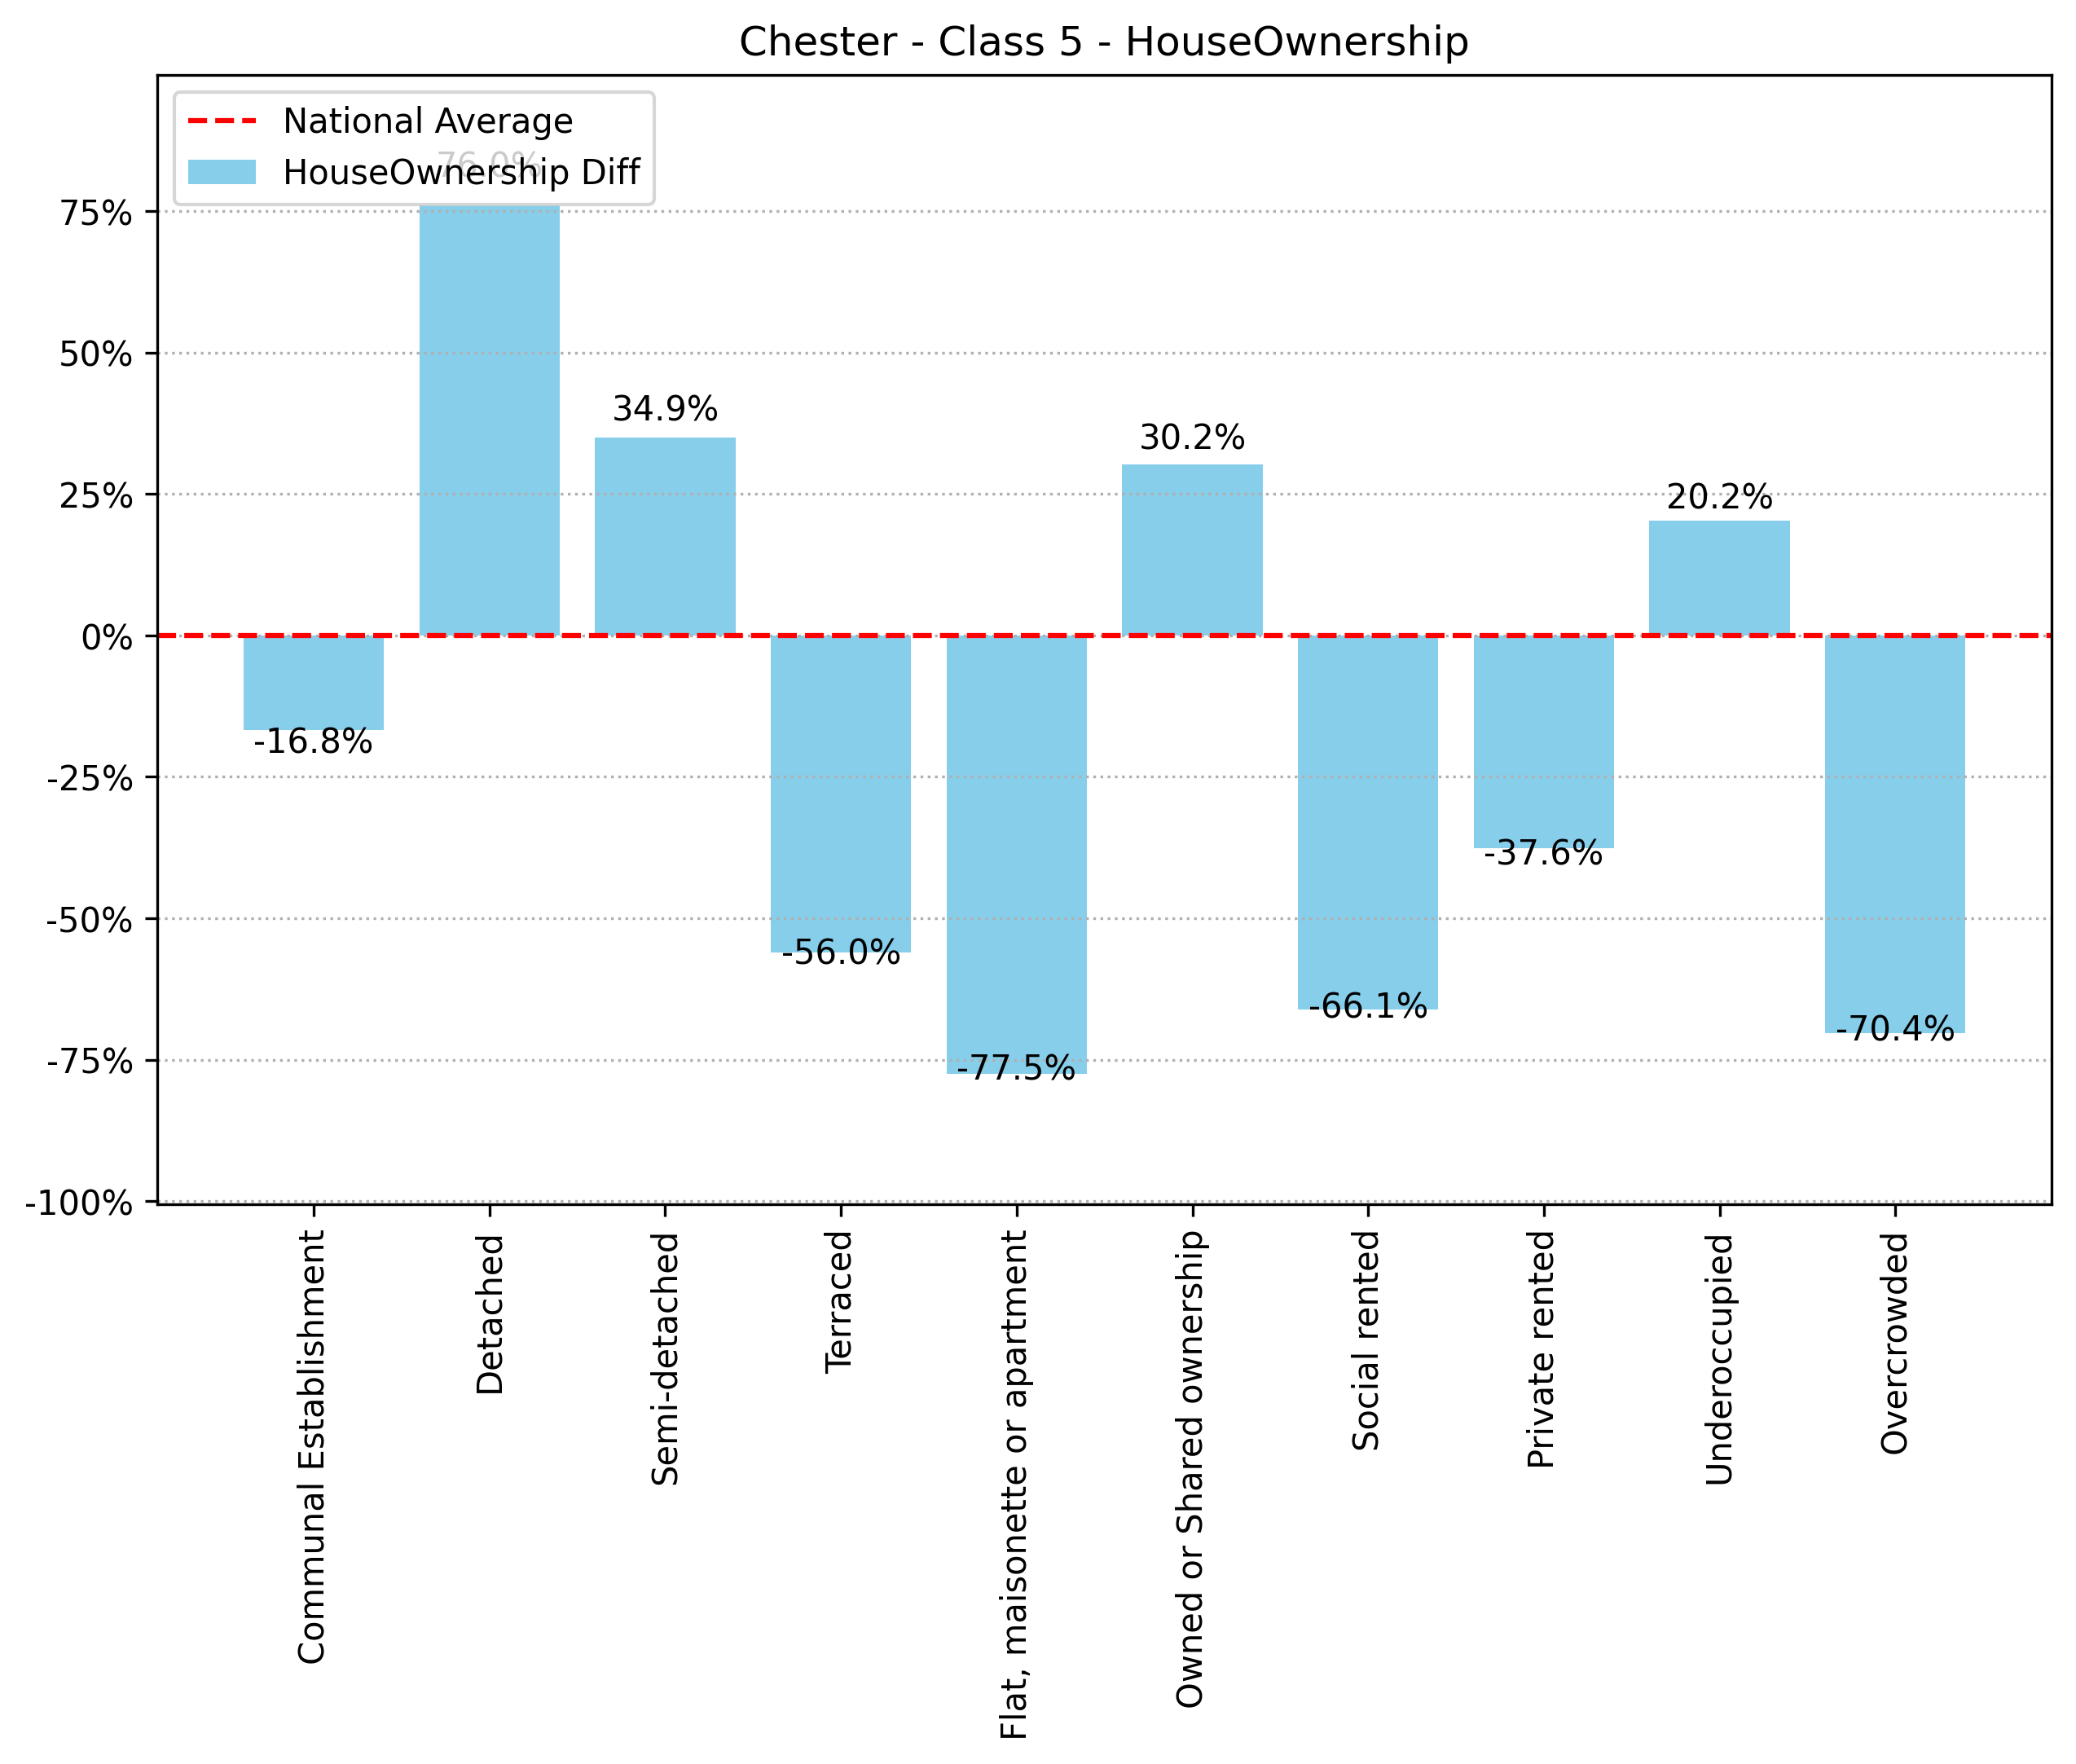 Chester - Class 5 - HouseOwnership
National Average
76.0%
HouseOwnership Diff
75%
50%
25%
0%
-25%
-50%
-75%
-100%
34.9%
30.2%
20.2%
-16.8%
-37.6%
-56.0%
-66.1%
-70.4%
-77.5%
Communal Establishment
Detached
Semi-detached
Terraced
Flat, maisonette or apartment
Owned or Shared ownership
Social rented
Private rented
Underoccupied
Overcrowded